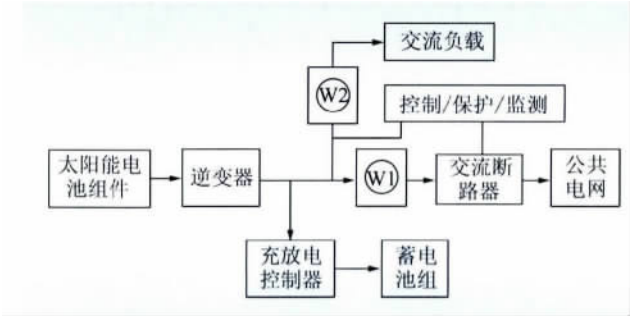 交流负载
W2
控制/保护/监测
太阳能电
池组件
逆变器
W1
交流断
路器
公共
电网
充放电
控制器
蓄电
池组